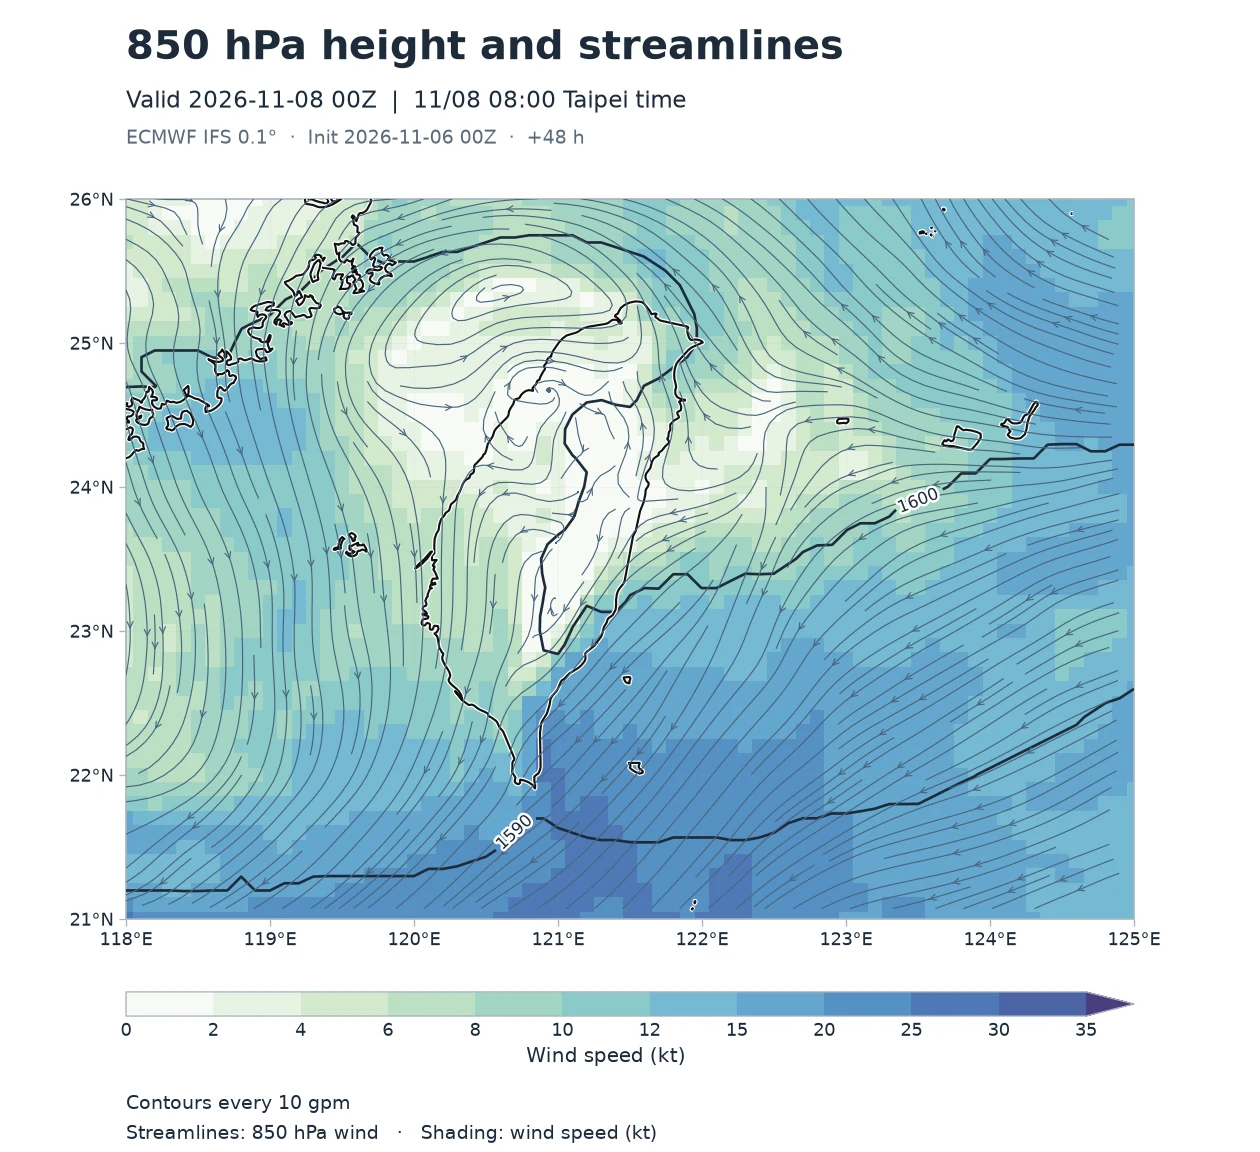 850 hPa height and streamlines
Valid 2026-11-08 00Z | 11/08 08:00 Taipei time
ECMWF IFS 0.1° · Init 2026-11-06 00Z · +48 h
26°N
25°N
24°N
23°N
22°N
21°N
1600
1590
118°E 119°E 120°E 121°E 122°E 123°E 124°E 125°E
0 2 4 6 8 10 12 15 20 25 30 35
Wind speed (kt)
Contours every 10 gpm
Streamlines: 850 hPa wind · Shading: wind speed (kt)